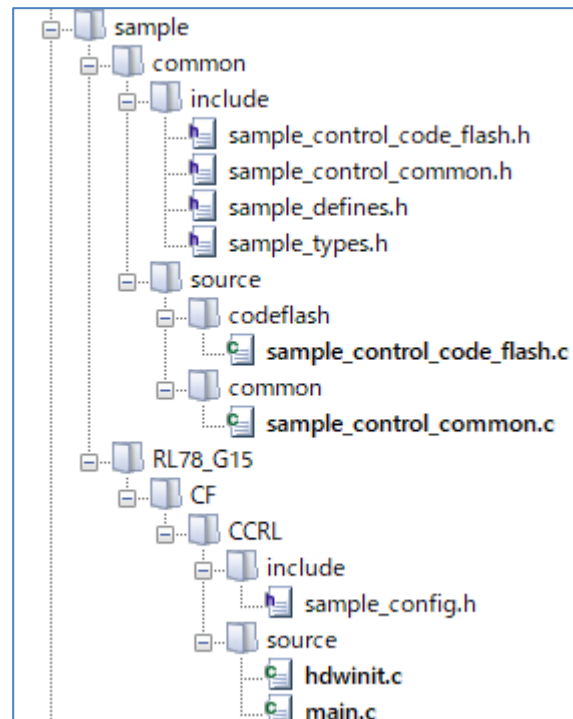 sample
common
include
sample_control_code_flash.h
sample_control_common.h
sample_defines.h
sample_types.h
source
codeflash
sample_control_code_flash.c
common
sample_control_common.c
RL78_G15
CF
CCRL
include
sample_config.h
source
hdwinit.c
main.c